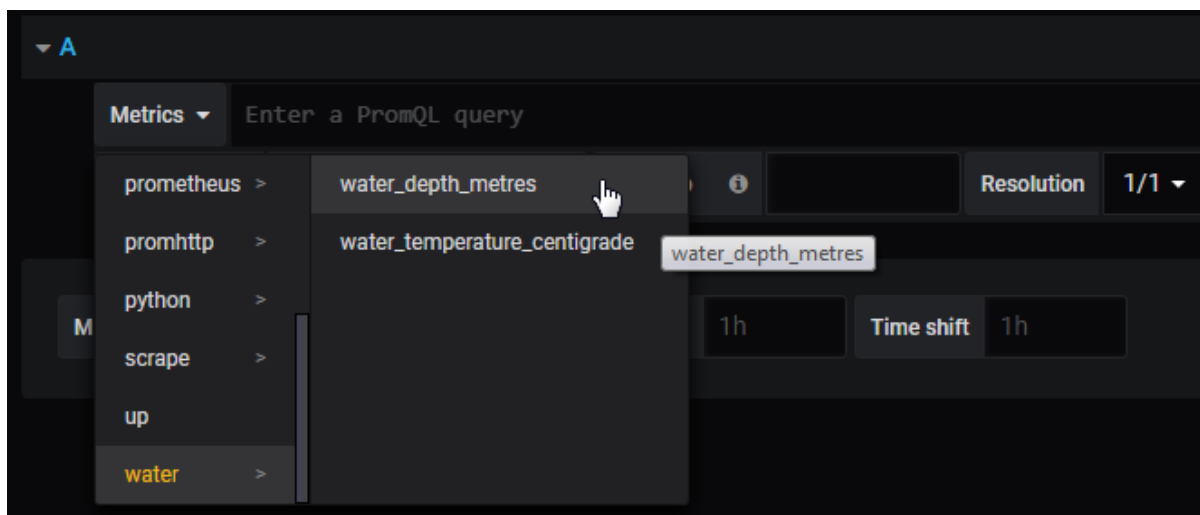 A
Metrics Enter a PromQL query
prometheus > water_depth_metres Resolution 1/1
promhttp > water_temperature_centigrade
water_depth_metres
python >
M 1h Time shift 1h
scrape >
up
water >